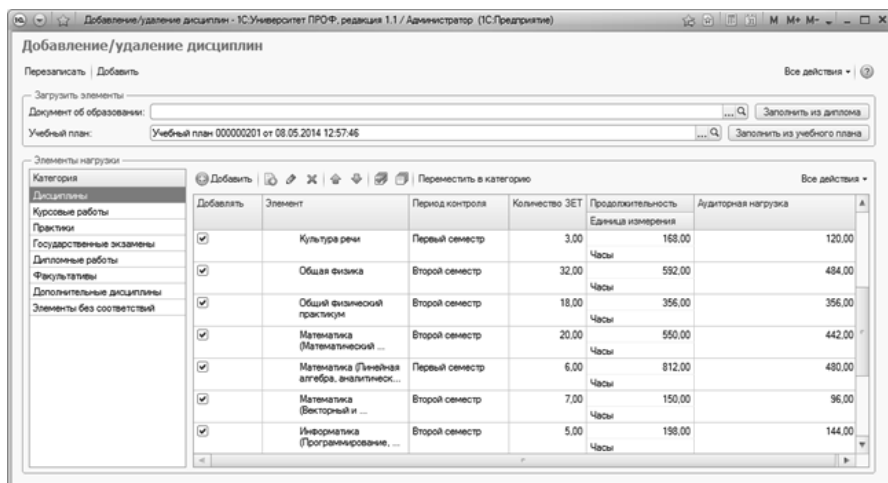 Добавление/удаление дисциплин - 1С:Университет ПРОФ, редакция 1.1 / Администратор (1С:Предприятие)
M M+ M-
Добавление/удаление дисциплин
Перезаписать Добавить Все действия
Загрузить элементы
Документ об образовании: ... Заполнить из диплома
Учебный план: Учебный план 000000201 от 08.05.2014 12:57:46 ... Заполнить из учебного плана
Элементы нагрузки
Категория
Дисциплины
Курсовые работы
Практики
Государственные экзамены
Дипломные работы
Факультативы
Дополнительные дисциплины
Элементы без соответствий
Добавить Переместить в категорию Все действия
Добавлять Элемент Период контроля Количество ЗЕТ Продолжительность Аудиторная нагрузка
Единица измерения
Культура речи Первый семестр 3,00 168,00 120,00
Часы
Общая физика Второй семестр 32,00 592,00 484,00
Часы
Общий физический Второй семестр 18,00 356,00 356,00
практикум Часы
Математика Второй семестр 20,00 550,00 442,00
(Математический ... Часы
Математика (Линейная Первый семестр 6,00 812,00 480,00
алгебра, аналитическ... Часы
Математика Второй семестр 7,00 150,00 96,00
(Векторный и ... Часы
Информатика Второй семестр 5,00 198,00 144,00
(Программирование, ... Часы